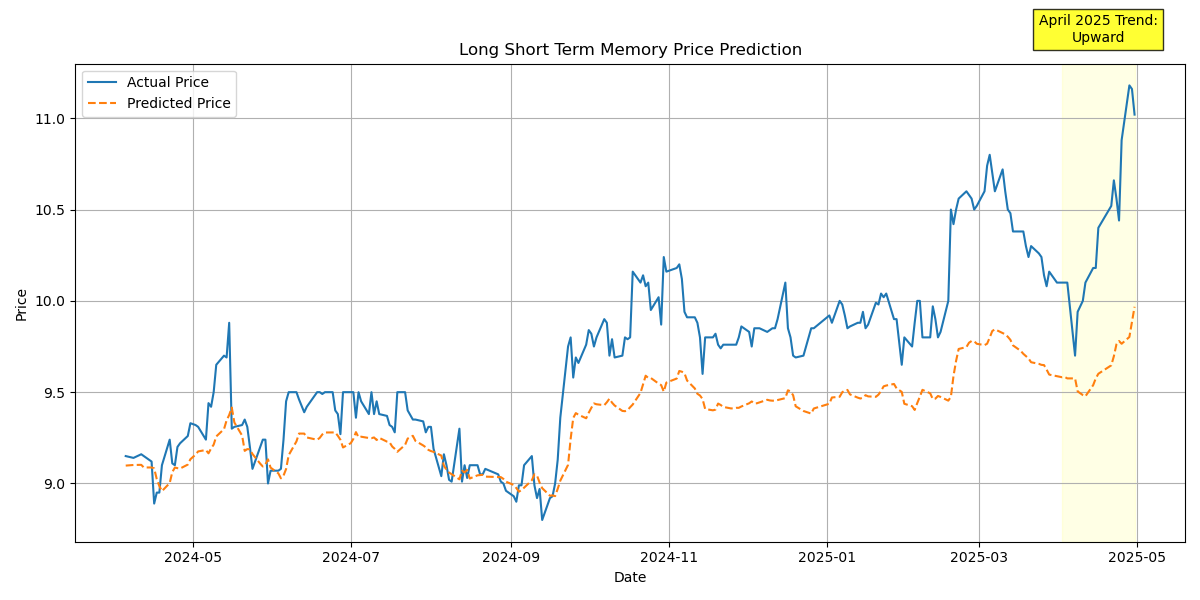 April 2025 Trend:
Upward
Long Short Term Memory Price Prediction
Actual Price
Predicted Price
Price
11.0
10.5
10.0
9.5
9.0
2024-05
2024-07
2024-09
2024-11
2025-01
2025-03
2025-05
Date